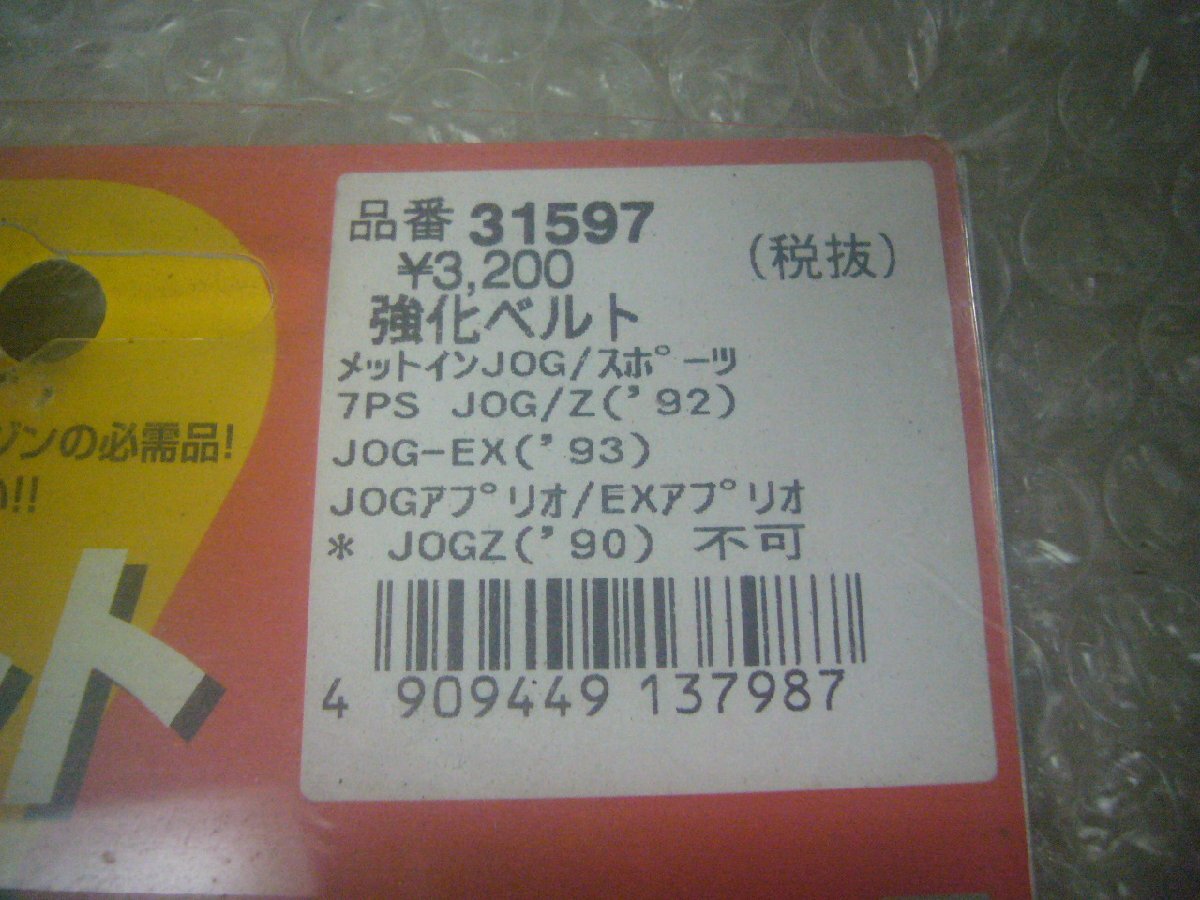 品番 31597
¥3,200 (税抜)
強化ベルト
メットインJOG/スポーツ
7PS JOG/Z('92)
JOG-EX('93)
JOGアプリオ/EXアプリオ
* JOGZ('90) 不可
4 909449 137987
ジンの必需品!
!!
ト